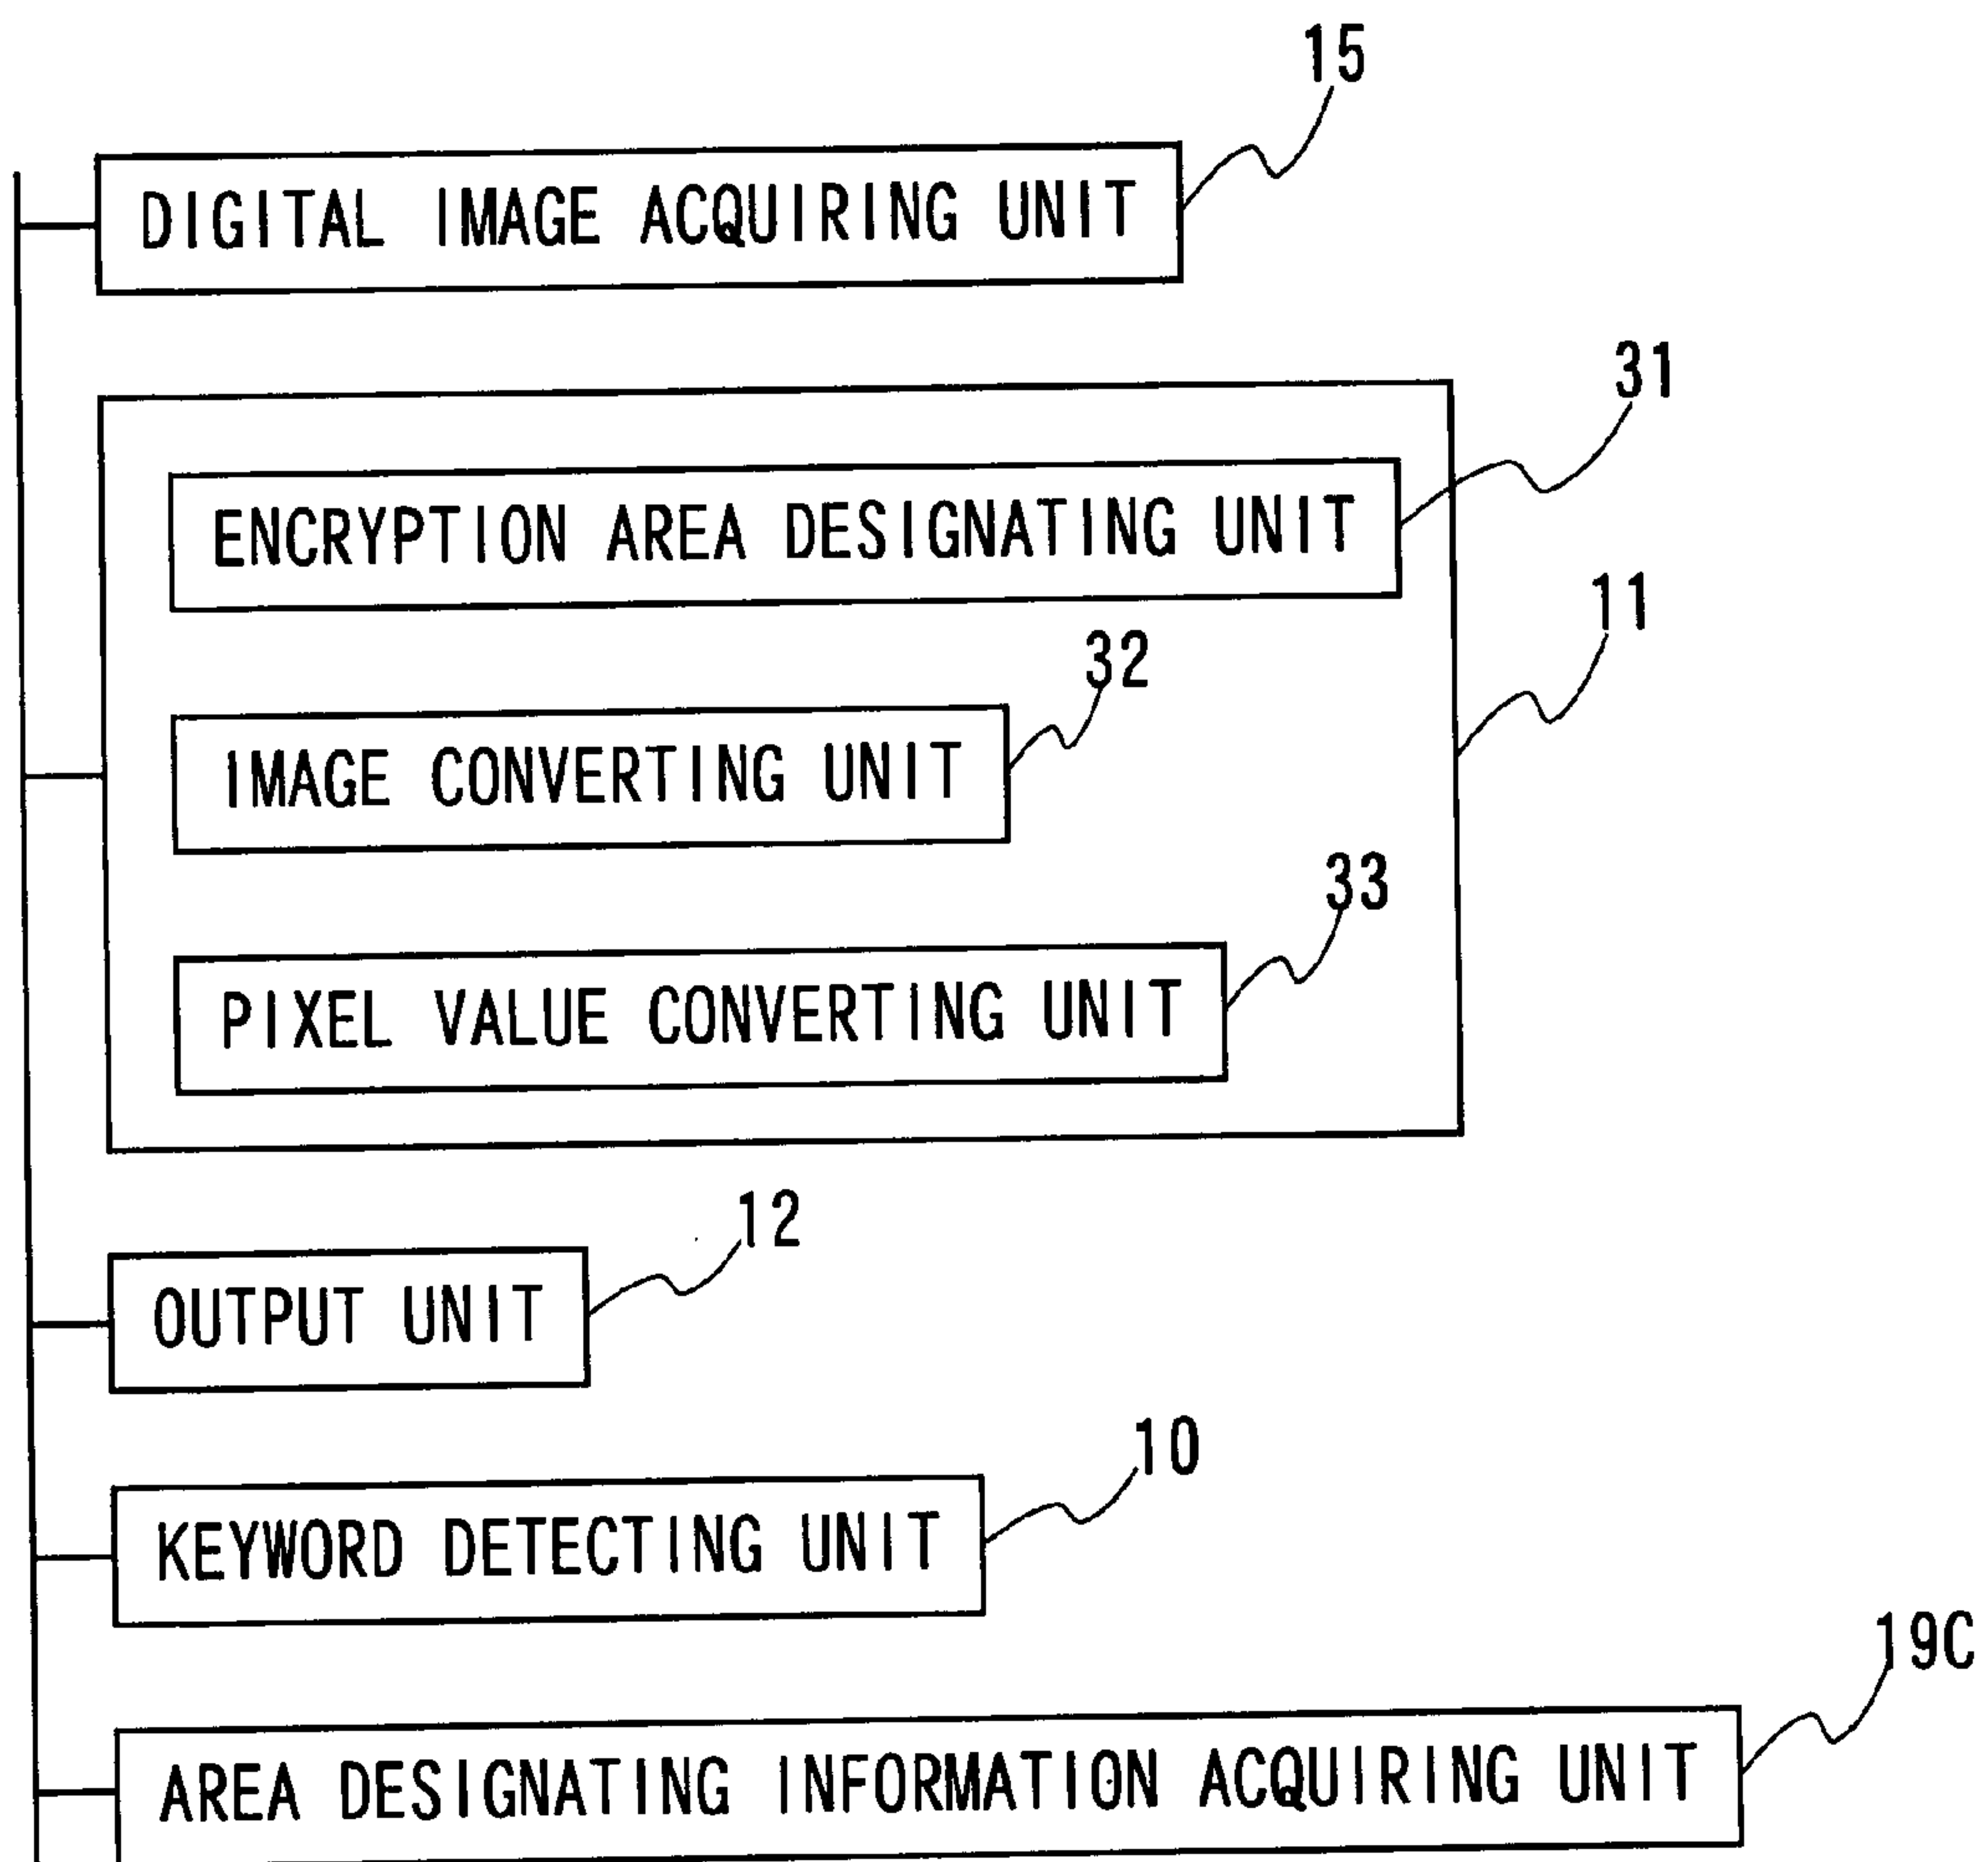 15
DIGITAL IMAGE ACQUIRING UNIT
31
ENCRYPTION AREA DESIGNATING UNIT
11
32
IMAGE CONVERTING UNIT
33
PIXEL VALUE CONVERTING UNIT
12
OUTPUT UNIT
10
KEYWORD DETECTING UNIT
19C
AREA DESIGNATING INFORMATION ACQUIRING UNIT